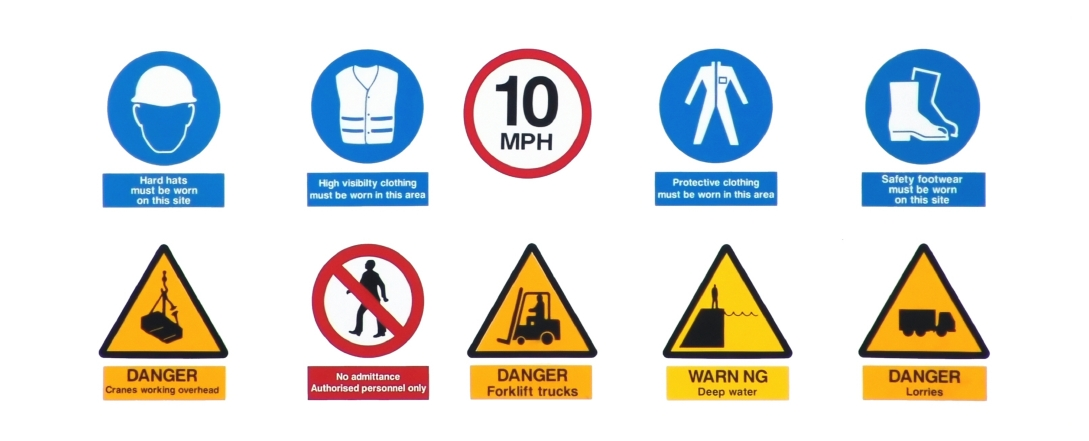 10
MPH
Hard hats
must be worn
on this site
High visibilty clothing
must be worn in this area
Protective clothing
must be worn in this area
Safety footwear
must be worn
on this site
DANGER
Cranes working overhead
No admittance
Authorised personnel only
DANGER
Forklift trucks
WARN NG
Deep water
DANGER
Lorries